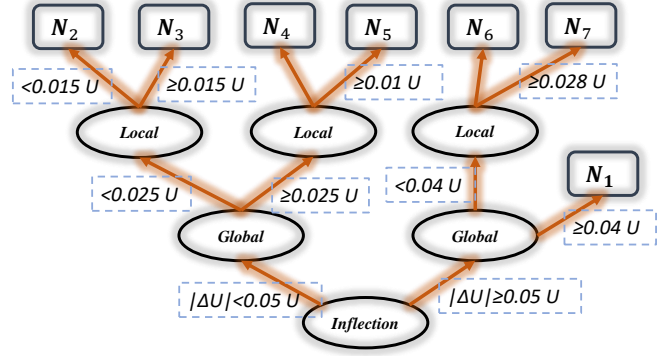 N₂ N₃ N₄ N₅ N₆ N₇
<0.015 U ≥0.015 U ≥0.01 U ≥0.028 U
Local Local Local
N₁
<0.025 U ≥0.025 U <0.04 U
Global Global ≥0.04 U
|ΔU|<0.05 U |ΔU|≥0.05 U
Inflection